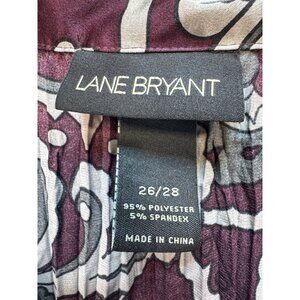 LANE BRYANT
26/28
95% POLYESTER
5% SPANDEX
MADE IN CHINA